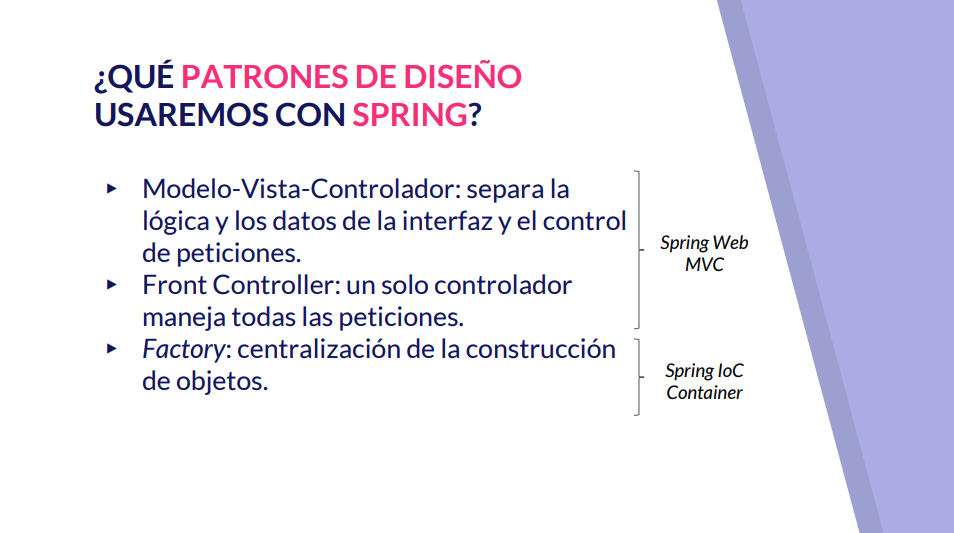 ¿QUÉ PATRONES DE DISEÑO
USAREMOS CON SPRING?
▸ Modelo-Vista-Controlador: separa la
lógica y los datos de la interfaz y el control
de peticiones.
▸ Front Controller: un solo controlador
maneja todas las peticiones.
▸ Factory: centralización de la construcción
de objetos.
Spring Web
MVC
Spring IoC
Container